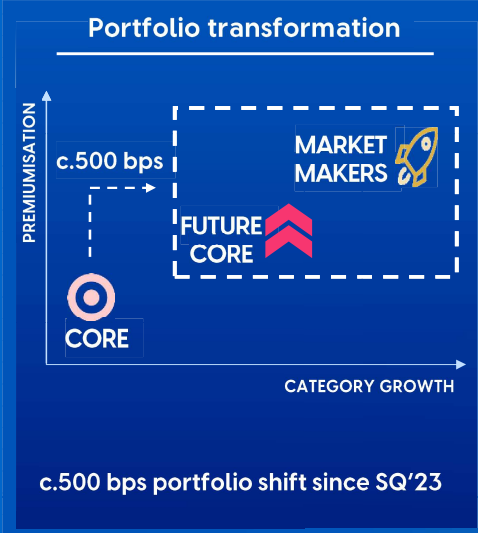 Portfolio transformation
PREMIUMISATION
c.500 bps
MARKET
MAKERS
FUTURE
CORE
CORE
CATEGORY GROWTH
c.500 bps portfolio shift since SQ’23